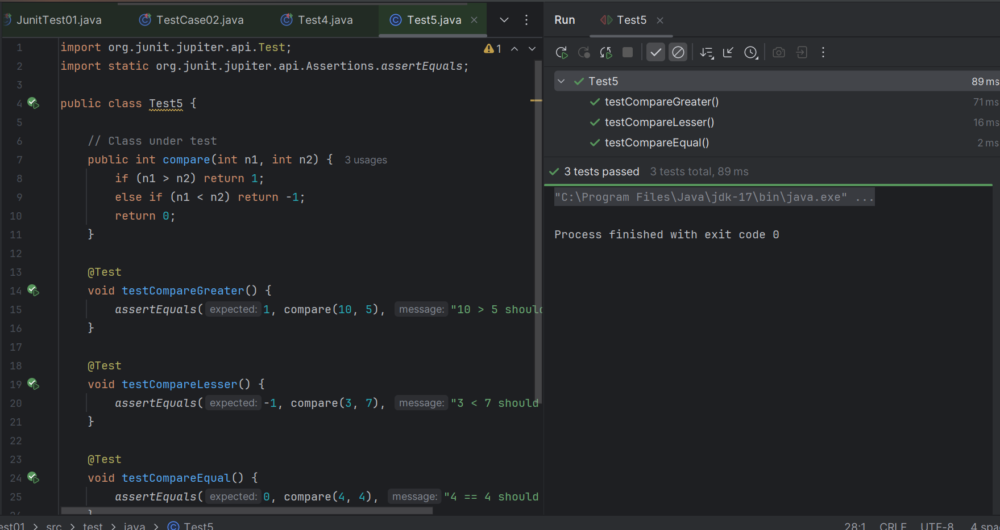 JunitTest01.java TestCase02.java Test4.java Test5.java
1 import org.junit.jupiter.api.Test; 1
2 import static org.junit.jupiter.api.Assertions.assertEquals;
3
4 public class Test5 {
5
6 // Class under test
7 public int compare(int n1, int n2) { 3 usages
8 if (n1 > n2) return 1;
9 else if (n1 < n2) return -1;
10 return 0;
11 }
12
13 @Test
14 void testCompareGreater() {
15 assertEquals( expected: 1, compare(10, 5), message: "10 > 5 should
16 }
17
18 @Test
19 void testCompareLesser() {
20 assertEquals( expected: -1, compare(3, 7), message: "3 < 7 should
21 }
22
23 @Test
24 void testCompareEqual() {
25 assertEquals( expected: 0, compare(4, 4), message: "4 == 4 should
}
Run Test5
Test5 89 ms
testCompareGreater() 71 ms
testCompareLesser() 16 ms
testCompareEqual() 2 ms
3 tests passed 3 tests total, 89 ms
"C:\Program Files\Java\jdk-17\bin\java.exe" ...
Process finished with exit code 0
est01 > src > test > java > Test5 28:1 CRLF UTF-8 4 spa